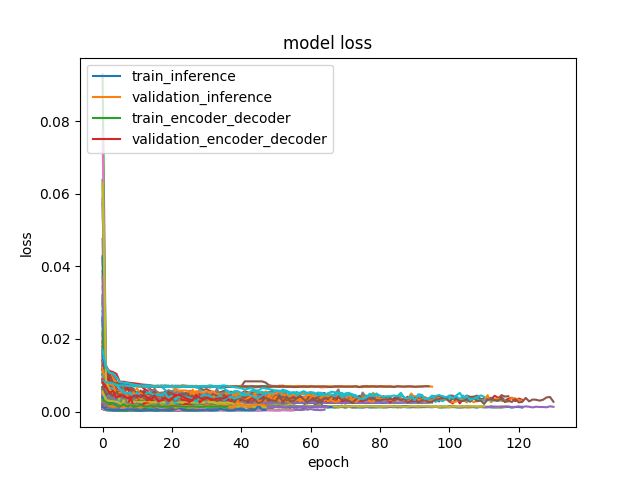 model loss
train_inference
validation_inference
train_encoder_decoder
validation_encoder_decoder
0.08
0.06
0.04
0.02
0.00
loss
0 20 40 60 80 100 120
epoch